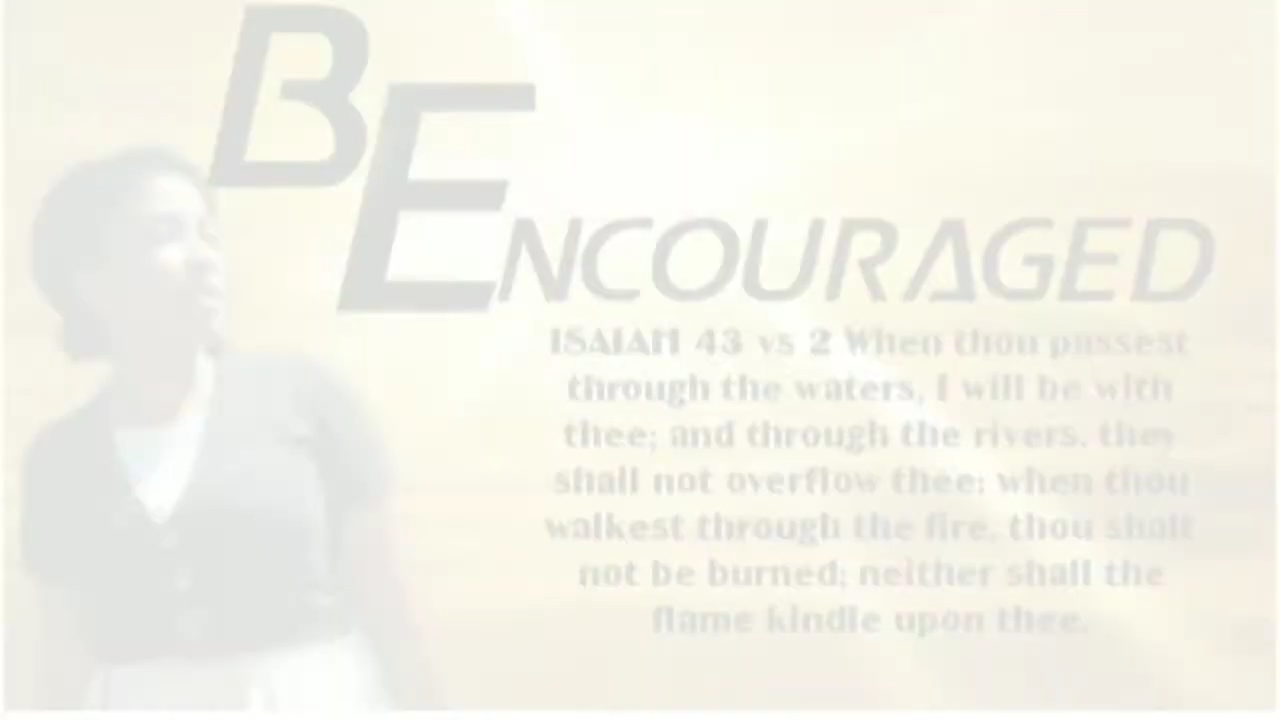 BENCOURAGED
ISAIAH 43 vs 2 When thou passest
through the waters, I will be with
thee; and through the rivers, they
shall not overflow thee: when thou
walkest through the fire, thou shalt
not be burned; neither shall the
flame kindle upon thee.